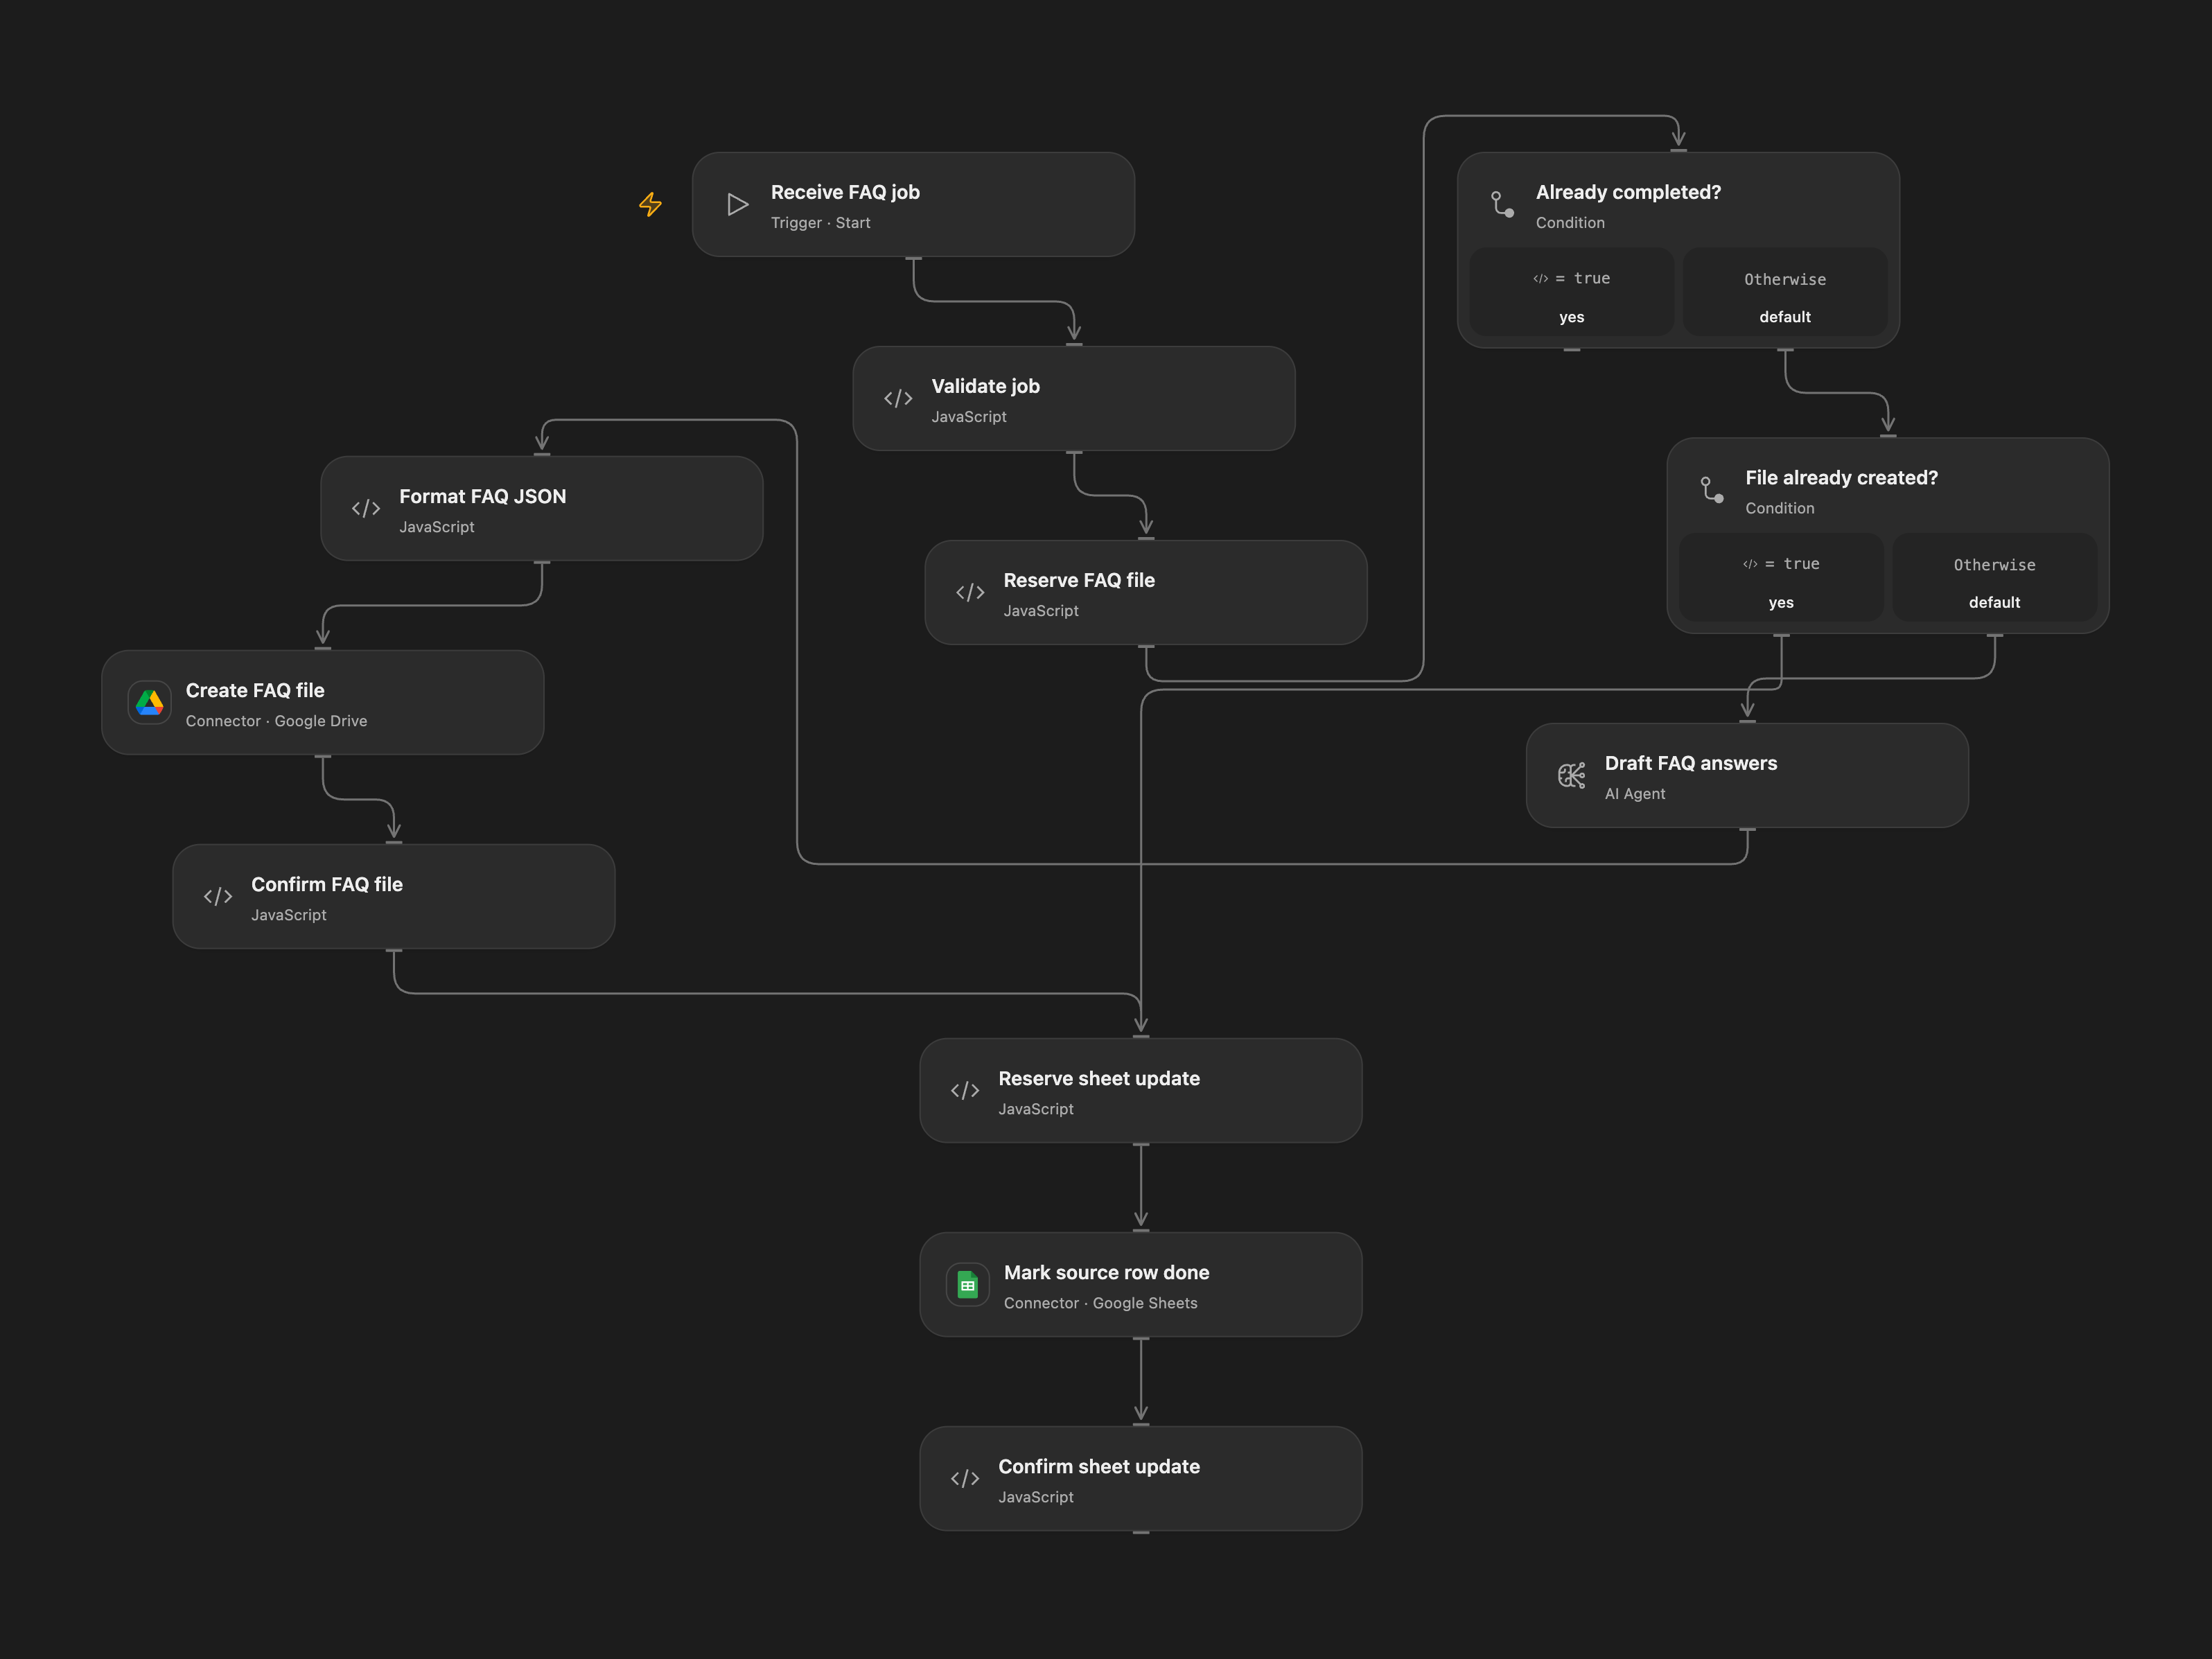 Receive FAQ job
Trigger · Start
Validate job
JavaScript
Reserve FAQ file
JavaScript
Already completed?
Condition
</> = true
yes
Otherwise
default
File already created?
Condition
</> = true
yes
Otherwise
default
Draft FAQ answers
AI Agent
Format FAQ JSON
JavaScript
Create FAQ file
Connector · Google Drive
Confirm FAQ file
JavaScript
Reserve sheet update
JavaScript
Mark source row done
Connector · Google Sheets
Confirm sheet update
JavaScript